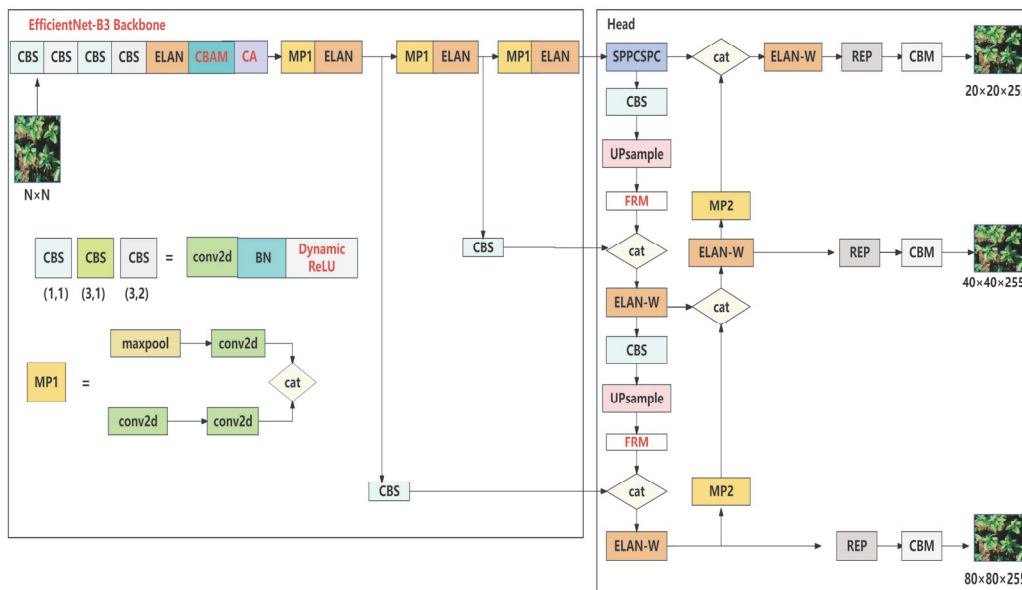 EfficientNet-B3 Backbone
CBS CBS CBS CBS ELAN CBAM CA MP1 ELAN MP1 ELAN MP1 ELAN
N×N
CBS CBS CBS = conv2d BN Dynamic
ReLU
(1,1) (3,1) (3,2)
maxpool conv2d
MP1 = cat
conv2d conv2d
CBS
CBS
Head
SPPCSPC cat ELAN-W REP CBM
20×20×255
CBS
UPsample
FRM MP2
cat ELAN-W REP CBM
40×40×255
ELAN-W cat
CBS
UPsample
FRM
cat MP2
ELAN-W REP CBM
80×80×255